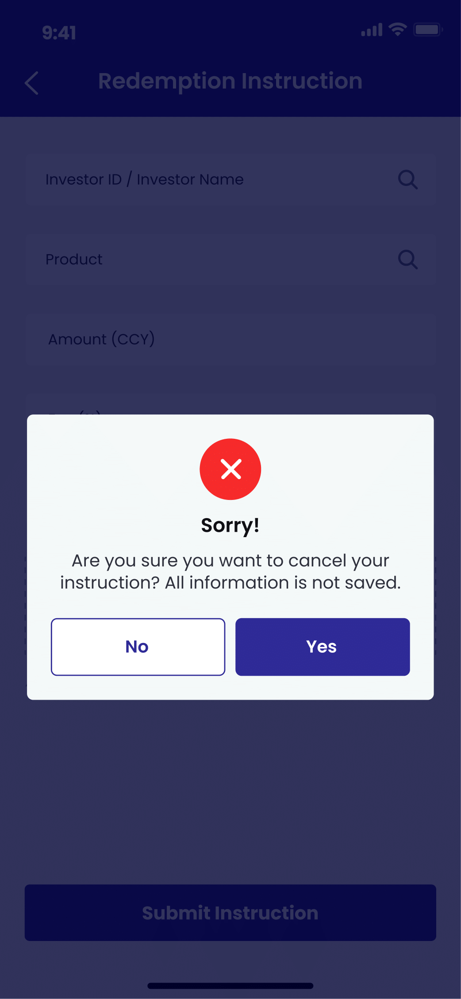 9:41
Redemption Instruction
Investor ID / Investor Name
Product
Amount (CCY)
Sorry!
Are you sure you want to cancel your
instruction? All information is not saved.
No
Yes
Submit Instruction